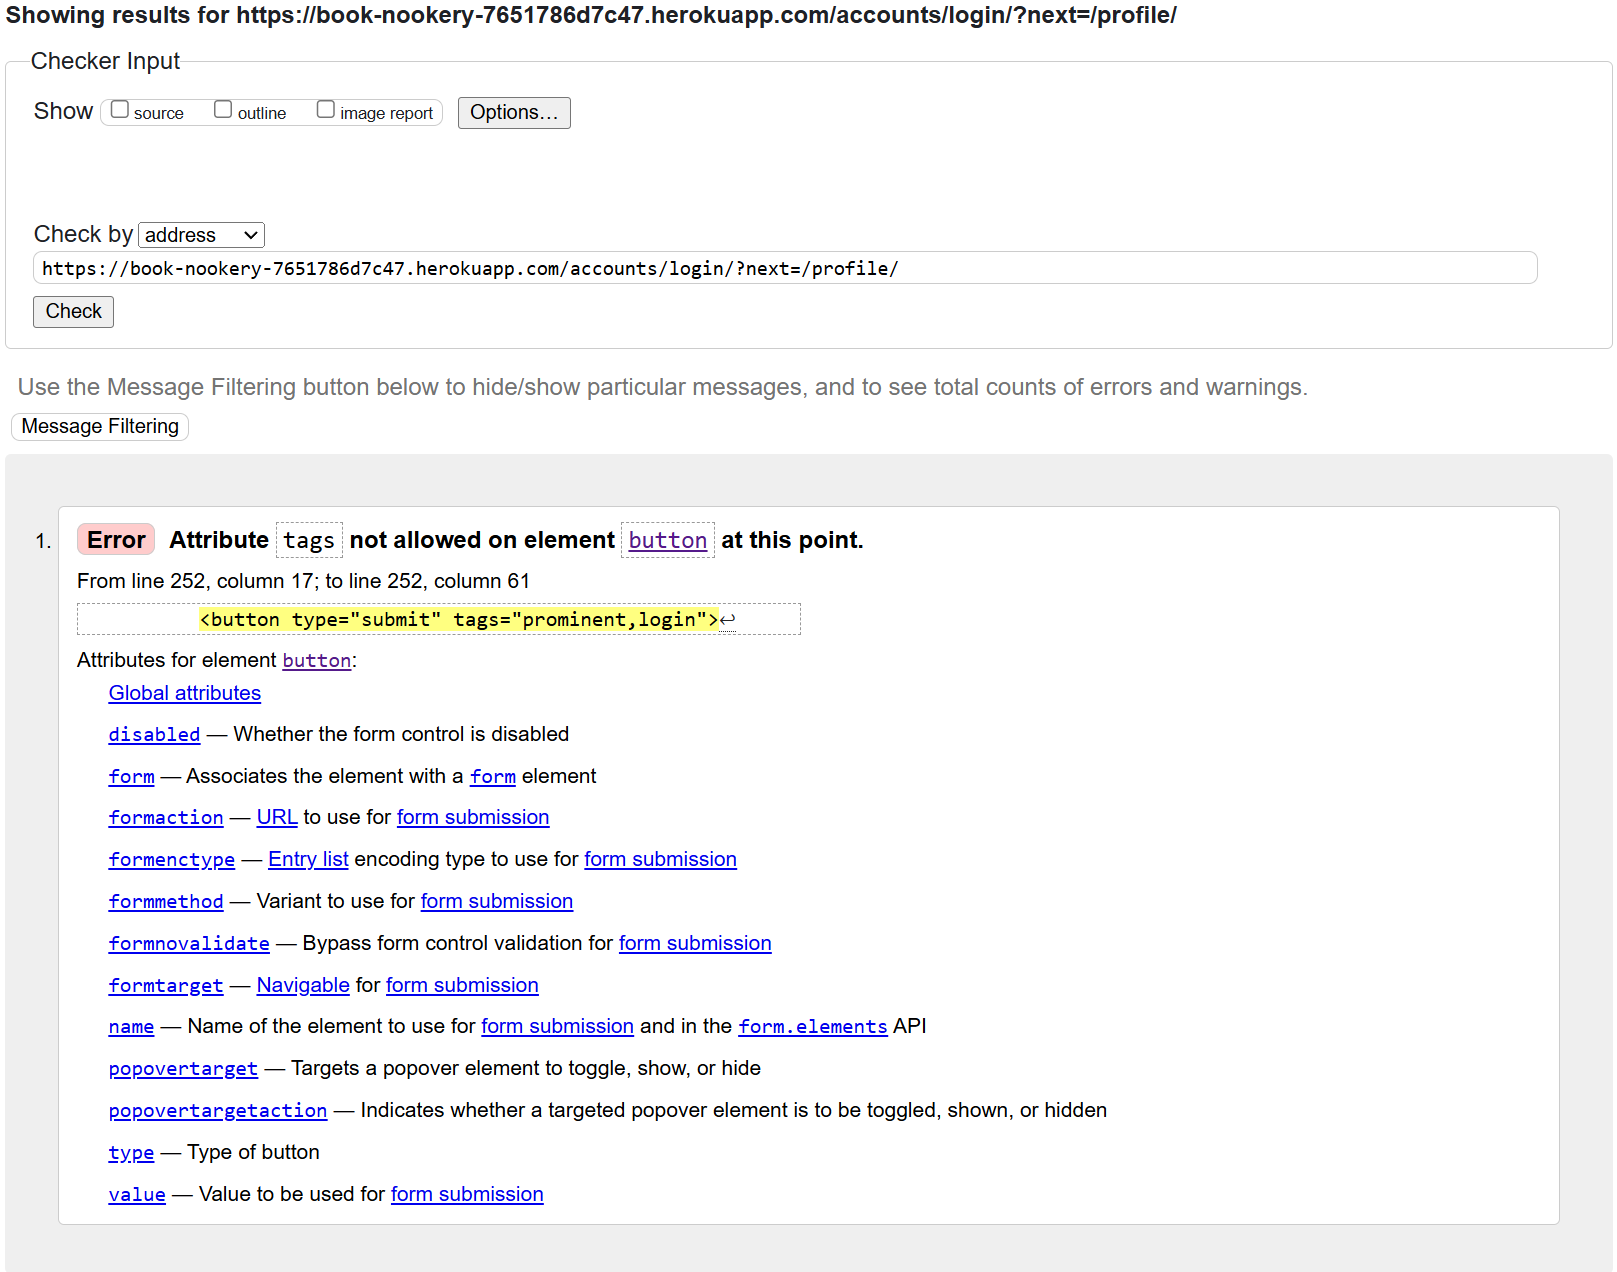 Showing results for https://book-nookery-7651786d7c47.herokuapp.com/accounts/login/?next=/profile/
Checker Input
Show source outline image report Options...
Check by address
https://book-nookery-7651786d7c47.herokuapp.com/accounts/login/?next=/profile/
Check
Use the Message Filtering button below to hide/show particular messages, and to see total counts of errors and warnings.
Message Filtering
1. Error Attribute tags not allowed on element button at this point.
From line 252, column 17; to line 252, column 61
<button type="submit" tags="prominent,login">↩
Attributes for element button:
Global attributes
disabled — Whether the form control is disabled
form — Associates the element with a form element
formaction — URL to use for form submission
formenctype — Entry list encoding type to use for form submission
formmethod — Variant to use for form submission
formnovalidate — Bypass form control validation for form submission
formtarget — Navigable for form submission
name — Name of the element to use for form submission and in the form.elements API
popovertarget — Targets a popover element to toggle, show, or hide
popovertargetaction — Indicates whether a targeted popover element is to be toggled, shown, or hidden
type — Type of button
value — Value to be used for form submission